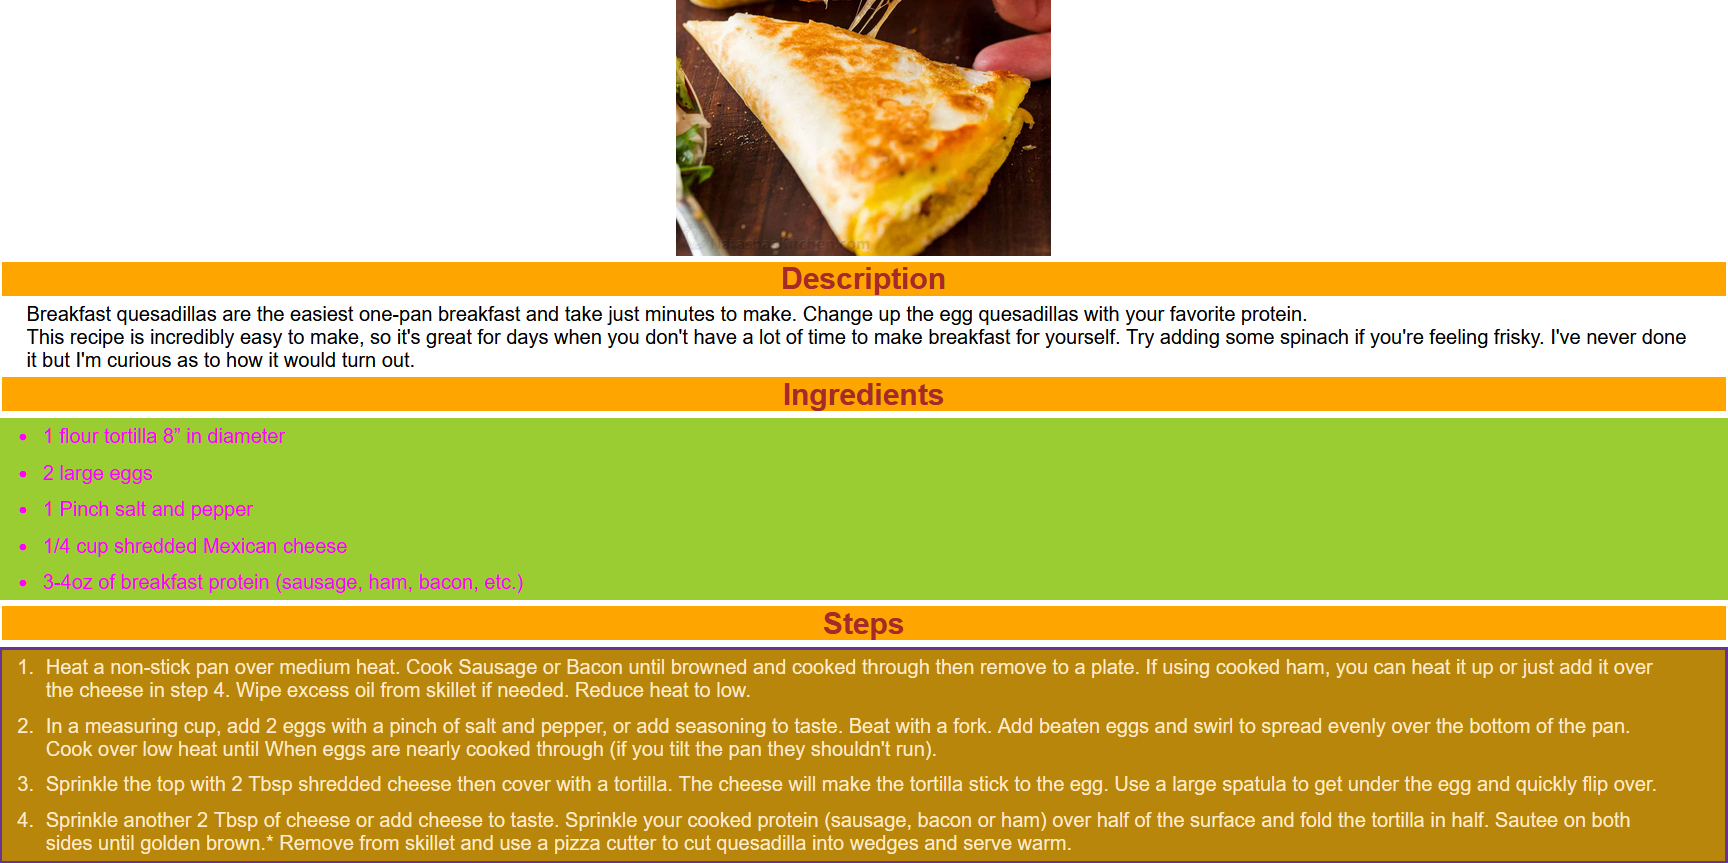 NatashasKitchen.com
Description
Breakfast quesadillas are the easiest one-pan breakfast and take just minutes to make. Change up the egg quesadillas with your favorite protein.
This recipe is incredibly easy to make, so it's great for days when you don't have a lot of time to make breakfast for yourself. Try adding some spinach if you're feeling frisky. I've never done
it but I'm curious as to how it would turn out.
Ingredients
• 1 flour tortilla 8” in diameter
• 2 large eggs
• 1 Pinch salt and pepper
• 1/4 cup shredded Mexican cheese
• 3-4oz of breakfast protein (sausage, ham, bacon, etc.)
Steps
1. Heat a non-stick pan over medium heat. Cook Sausage or Bacon until browned and cooked through then remove to a plate. If using cooked ham, you can heat it up or just add it over
the cheese in step 4. Wipe excess oil from skillet if needed. Reduce heat to low.
2. In a measuring cup, add 2 eggs with a pinch of salt and pepper, or add seasoning to taste. Beat with a fork. Add beaten eggs and swirl to spread evenly over the bottom of the pan.
Cook over low heat until When eggs are nearly cooked through (if you tilt the pan they shouldn't run).
3. Sprinkle the top with 2 Tbsp shredded cheese then cover with a tortilla. The cheese will make the tortilla stick to the egg. Use a large spatula to get under the egg and quickly flip over.
4. Sprinkle another 2 Tbsp of cheese or add cheese to taste. Sprinkle your cooked protein (sausage, bacon or ham) over half of the surface and fold the tortilla in half. Sautee on both
sides until golden brown.* Remove from skillet and use a pizza cutter to cut quesadilla into wedges and serve warm.